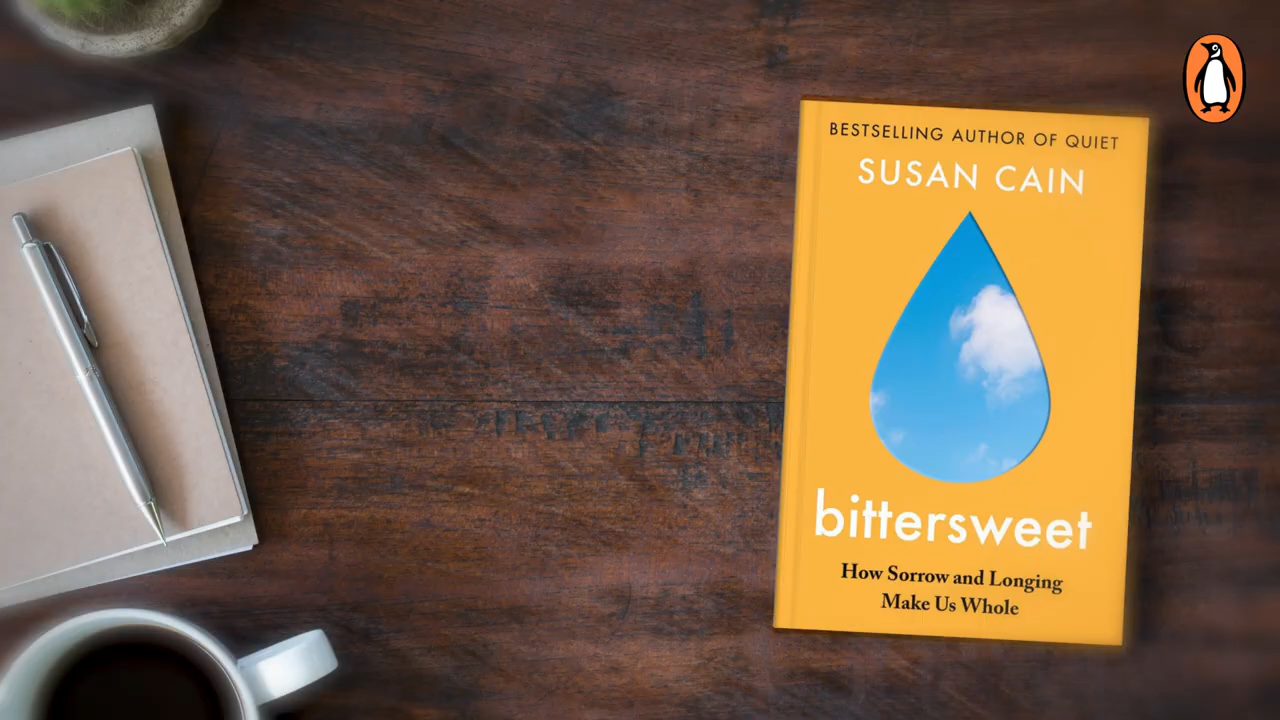 BESTSELLING AUTHOR OF QUIET
SUSAN CAIN
bittersweet
How Sorrow and Longing
Make Us Whole